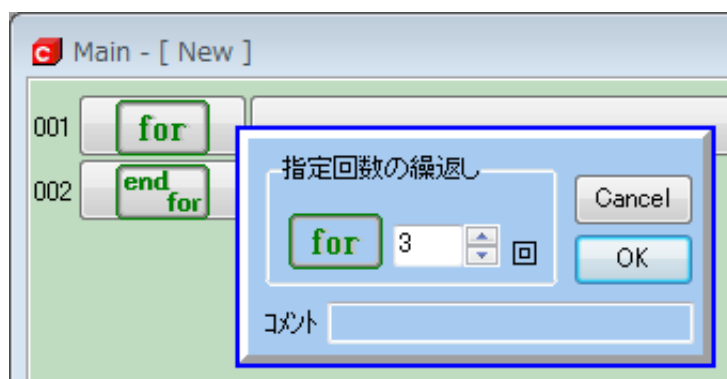 C Main - [ New ]
001 for
002 end for
指定回数の繰返し
for 3 回
Cancel
OK
コメント